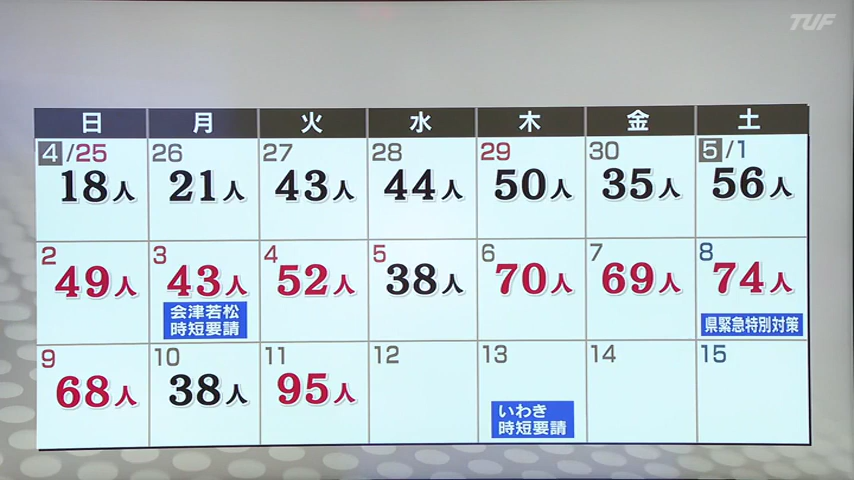 TUF
日 月 火 水 木 金 土
4/25 26 27 28 29 30 5/1
18人 21人 43人 44人 50人 35人 56人
2 3 4 5 6 7 8
49人 43人 52人 38人 70人 69人 74人
会津若松
時短要請
県緊急特別対策
9 10 11 12 13 14 15
68人 38人 95人
いわき
時短要請